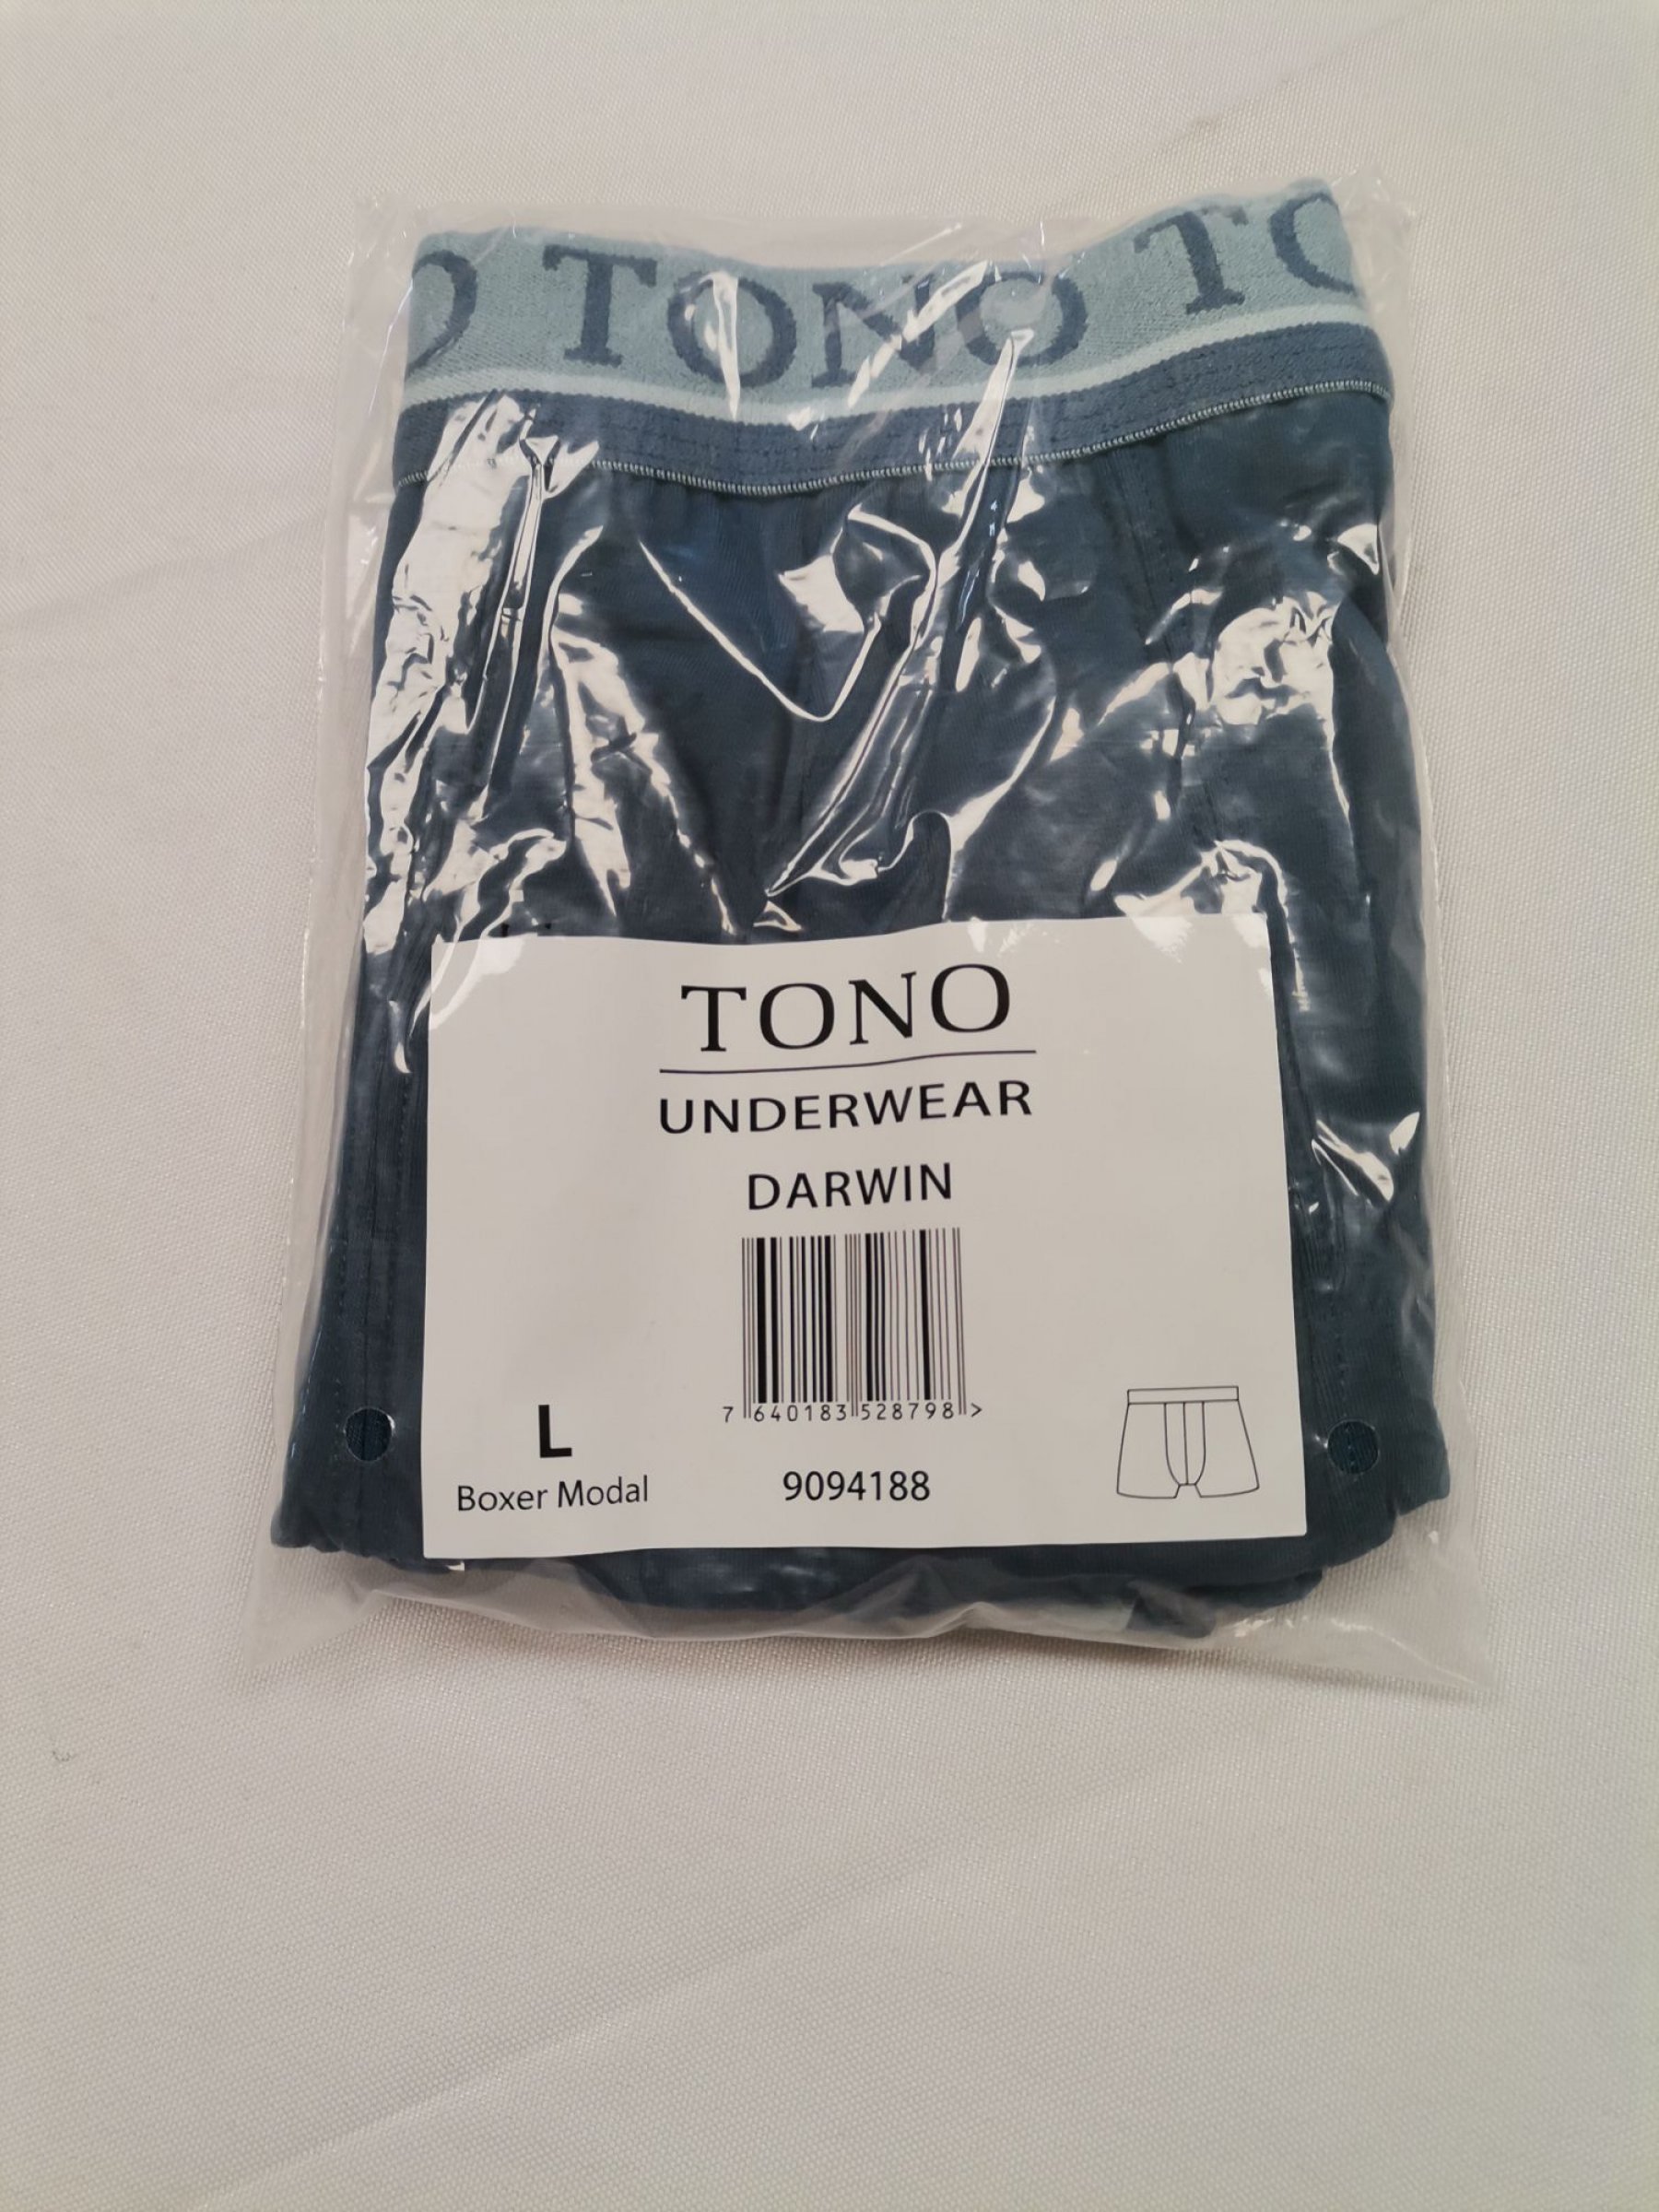 O TONO TO
TONO
UNDERWEAR
DARWIN
7 640183 528798 >
L
Boxer Modal
9094188